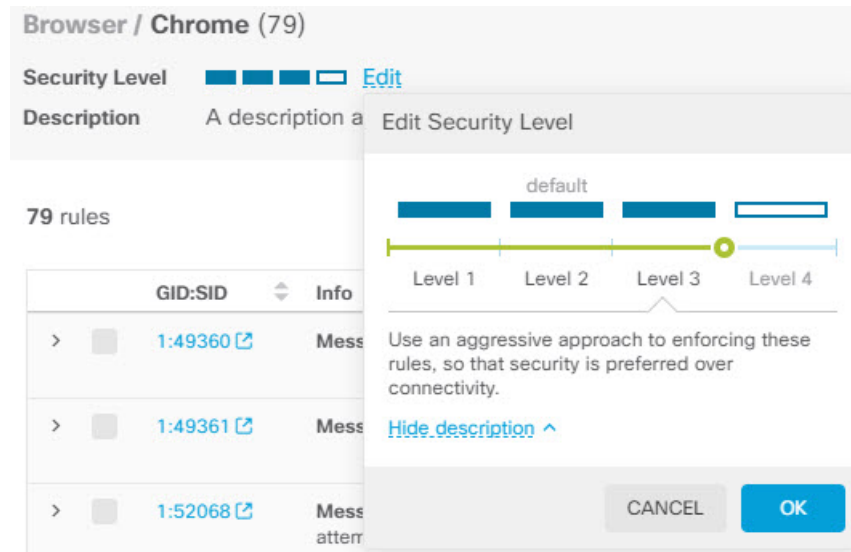 Browser / Chrome (79)
Security Level Edit
Description A description a
Edit Security Level
default
Level 1 Level 2 Level 3 Level 4
Use an aggressive approach to enforcing these
rules, so that security is preferred over
connectivity.
Hide description
CANCEL OK
79 rules
GID:SID Info
1:49360 Mess
1:49361 Mess
1:52068 Mess
attem